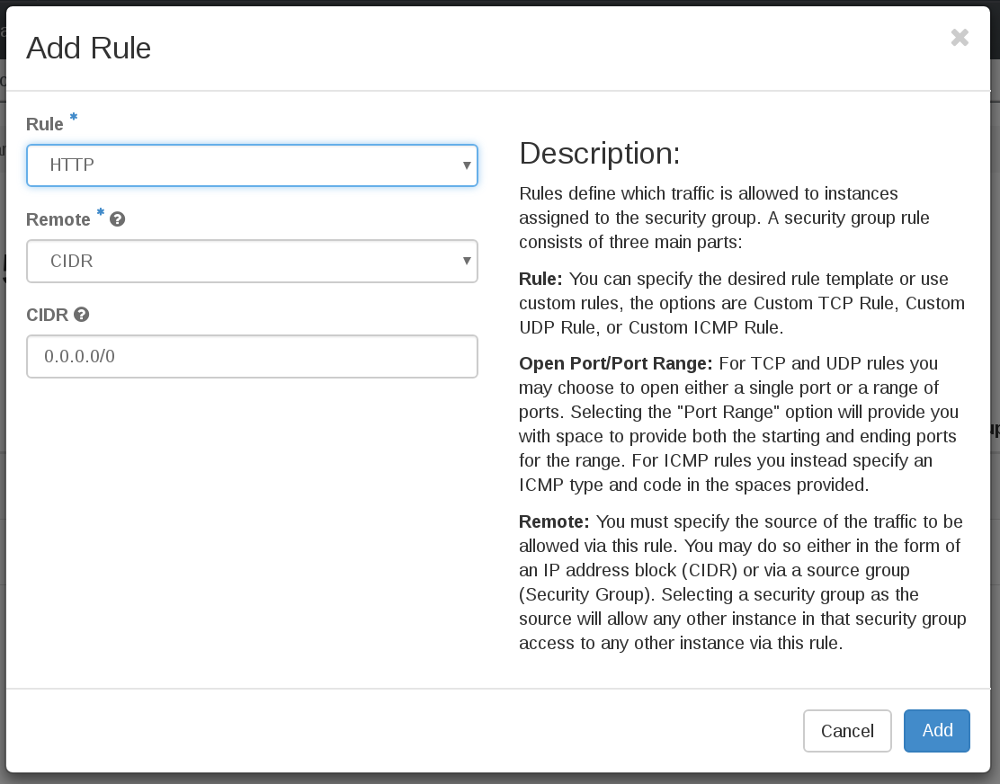 Add Rule
Rule *
HTTP
Remote *
CIDR
CIDR
0.0.0.0/0
Description:
Rules define which traffic is allowed to instances
assigned to the security group. A security group rule
consists of three main parts:
Rule: You can specify the desired rule template or use
custom rules, the options are Custom TCP Rule, Custom
UDP Rule, or Custom ICMP Rule.
Open Port/Port Range: For TCP and UDP rules you
may choose to open either a single port or a range of
ports. Selecting the "Port Range" option will provide you
with space to provide both the starting and ending ports
for the range. For ICMP rules you instead specify an
ICMP type and code in the spaces provided.
Remote: You must specify the source of the traffic to be
allowed via this rule. You may do so either in the form of
an IP address block (CIDR) or via a source group
(Security Group). Selecting a security group as the
source will allow any other instance in that security group
access to any other instance via this rule.
Cancel
Add